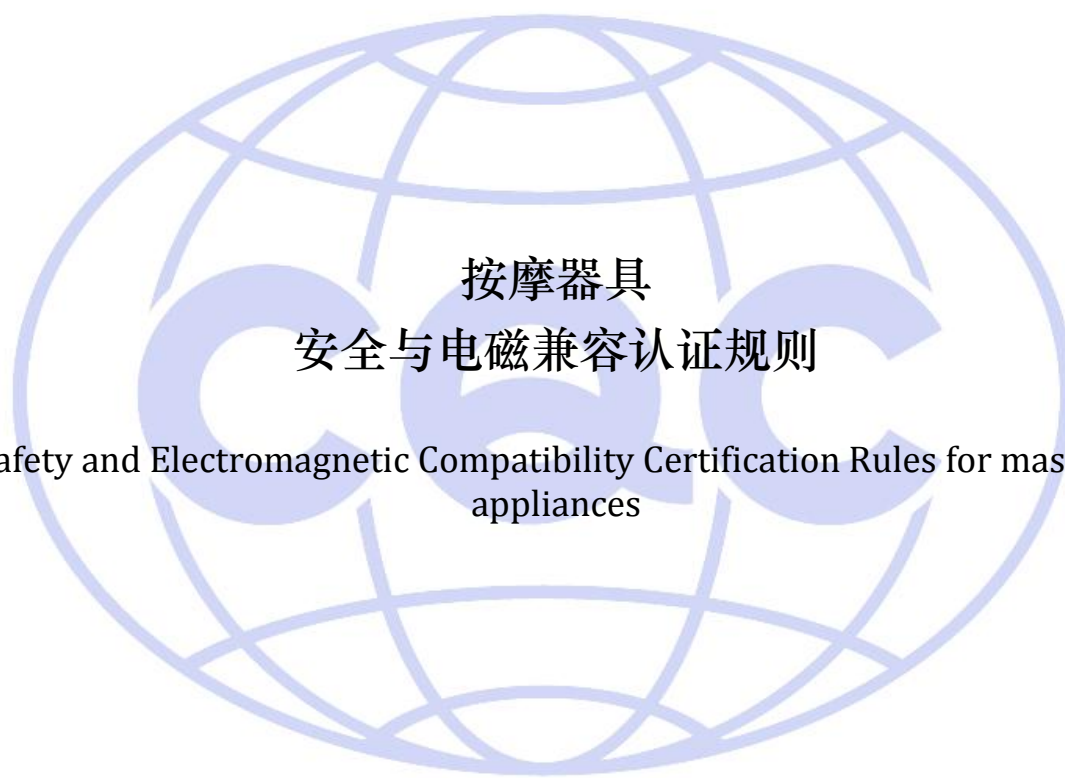 按摩器具
安全与电磁兼容认证规则
afety and Electromagnetic Compatibility Certification Rules for mas
appliances
CQC